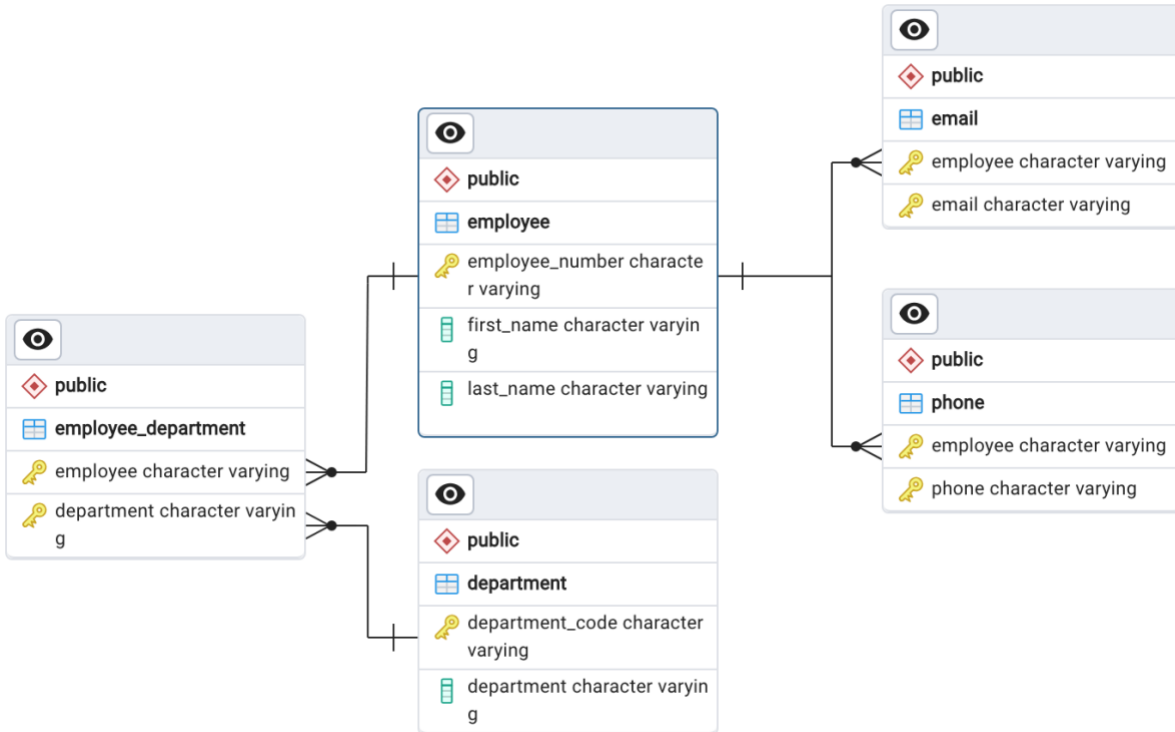 public
employee_department
employee character varying
department character varyin
g
public
employee
employee_number characte
r varying
first_name character varyin
g
last_name character varying
public
department
department_code character
varying
department character varyin
g
public
email
employee character varying
email character varying
public
phone
employee character varying
phone character varying